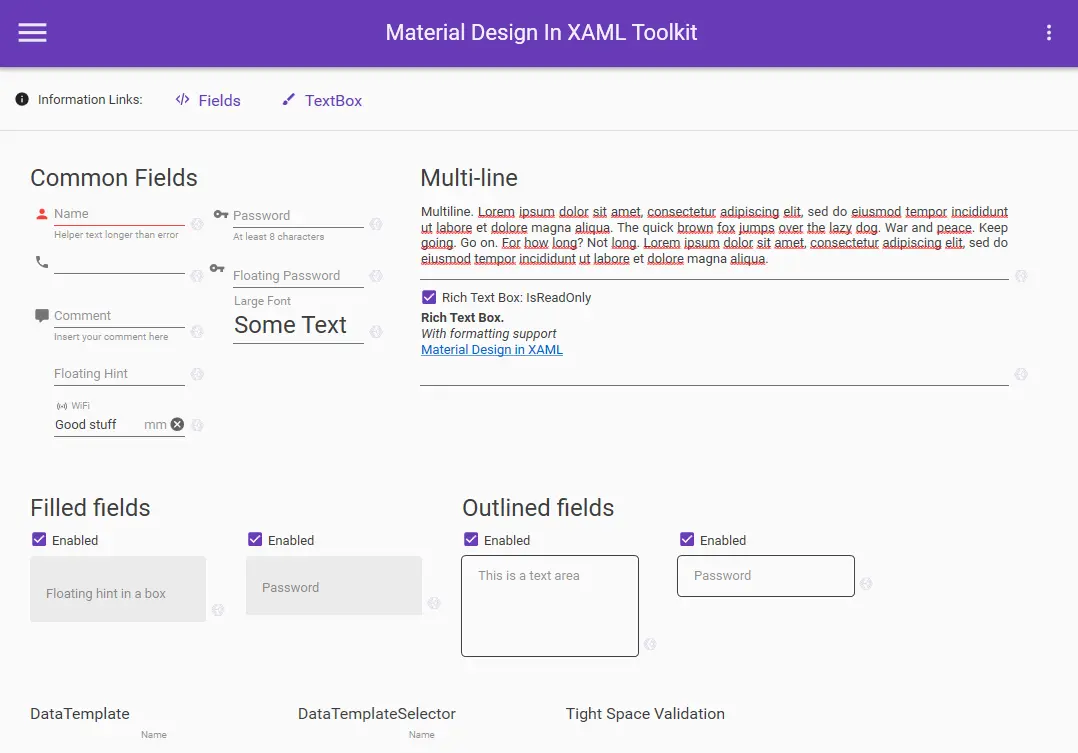 Material Design In XAML Toolkit
Information Links:
Fields
TextBox
Common Fields
Name
Helper text longer than error
Comment
Insert your comment here
Floating Hint
WiFi
Good stuff mm
Password
At least 8 characters
Floating Password
Large Font
Some Text
Multi-line
Multiline. Lorem ipsum dolor sit amet, consectetur adipiscing elit, sed do eiusmod tempor incididunt
ut labore et dolore magna aliqua. The quick brown fox jumps over the lazy dog. War and peace. Keep
going. Go on. For how long? Not long. Lorem ipsum dolor sit amet, consectetur adipiscing elit, sed do
eiusmod tempor incididunt ut labore et dolore magna aliqua.
Rich Text Box: IsReadOnly
Rich Text Box.
With formatting support
Material Design in XAML
Filled fields
Enabled
Floating hint in a box
Enabled
Password
Outlined fields
Enabled
This is a text area
Enabled
Password
DataTemplate
Name
DataTemplateSelector
Name
Tight Space Validation